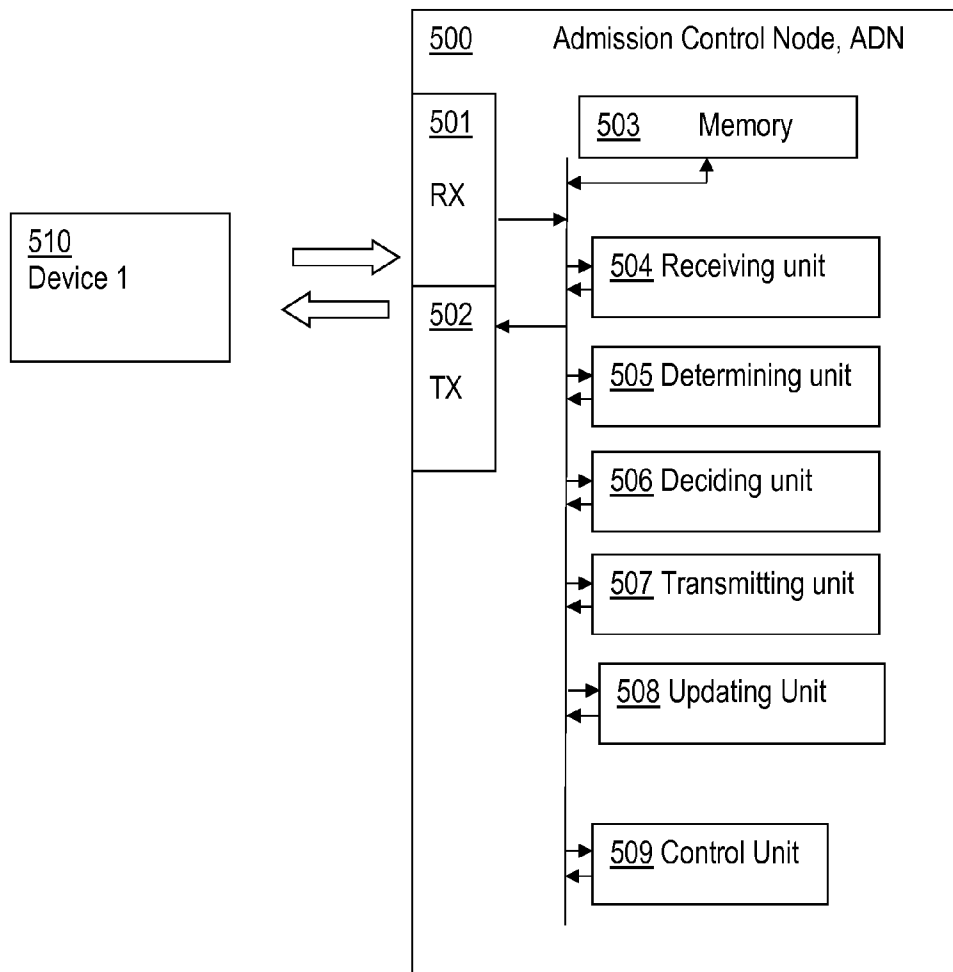 500 Admission Control Node, ADN
501
RX
503 Memory
510
Device 1
504 Receiving unit
502
TX
505 Determining unit
506 Deciding unit
507 Transmitting unit
508 Updating Unit
509 Control Unit